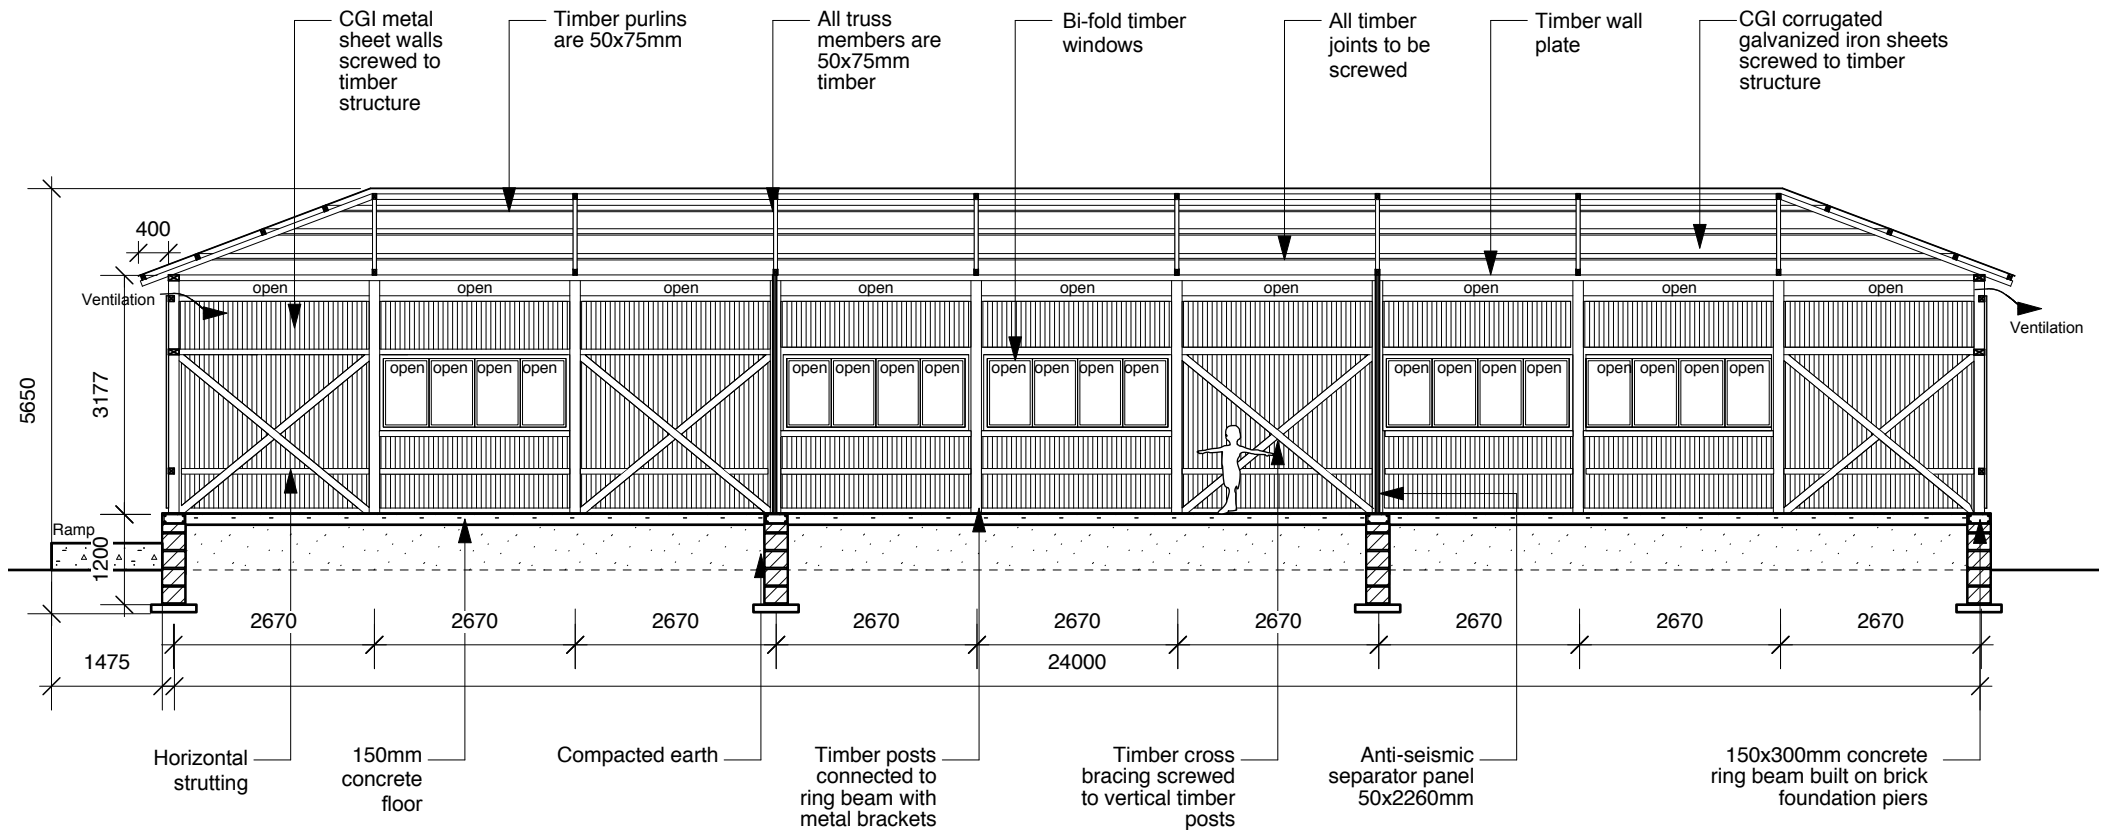 CGI metal
sheet walls
screwed to
timber
structure
Timber purlins
are 50x75mm
All truss
members are
50x75mm
timber
Bi-fold timber
windows
All timber
joints to be
screwed
Timber wall
plate
CGI corrugated
galvanized iron sheets
screwed to timber
structure
400
Ventilation
open open open open open open open open open
Ventilation
5650
3177
open open open open
open open open open
open open open open
open open open open
open open open open
Ramp
1200
2670 2670 2670 2670 2670 2670 2670 2670 2670
1475
24000
Horizontal
strutting
150mm
concrete
floor
Compacted earth
Timber posts
connected to
ring beam with
metal brackets
Timber cross
bracing screwed
to vertical timber
posts
Anti-seismic
separator panel
50x2260mm
150x300mm concrete
ring beam built on brick
foundation piers